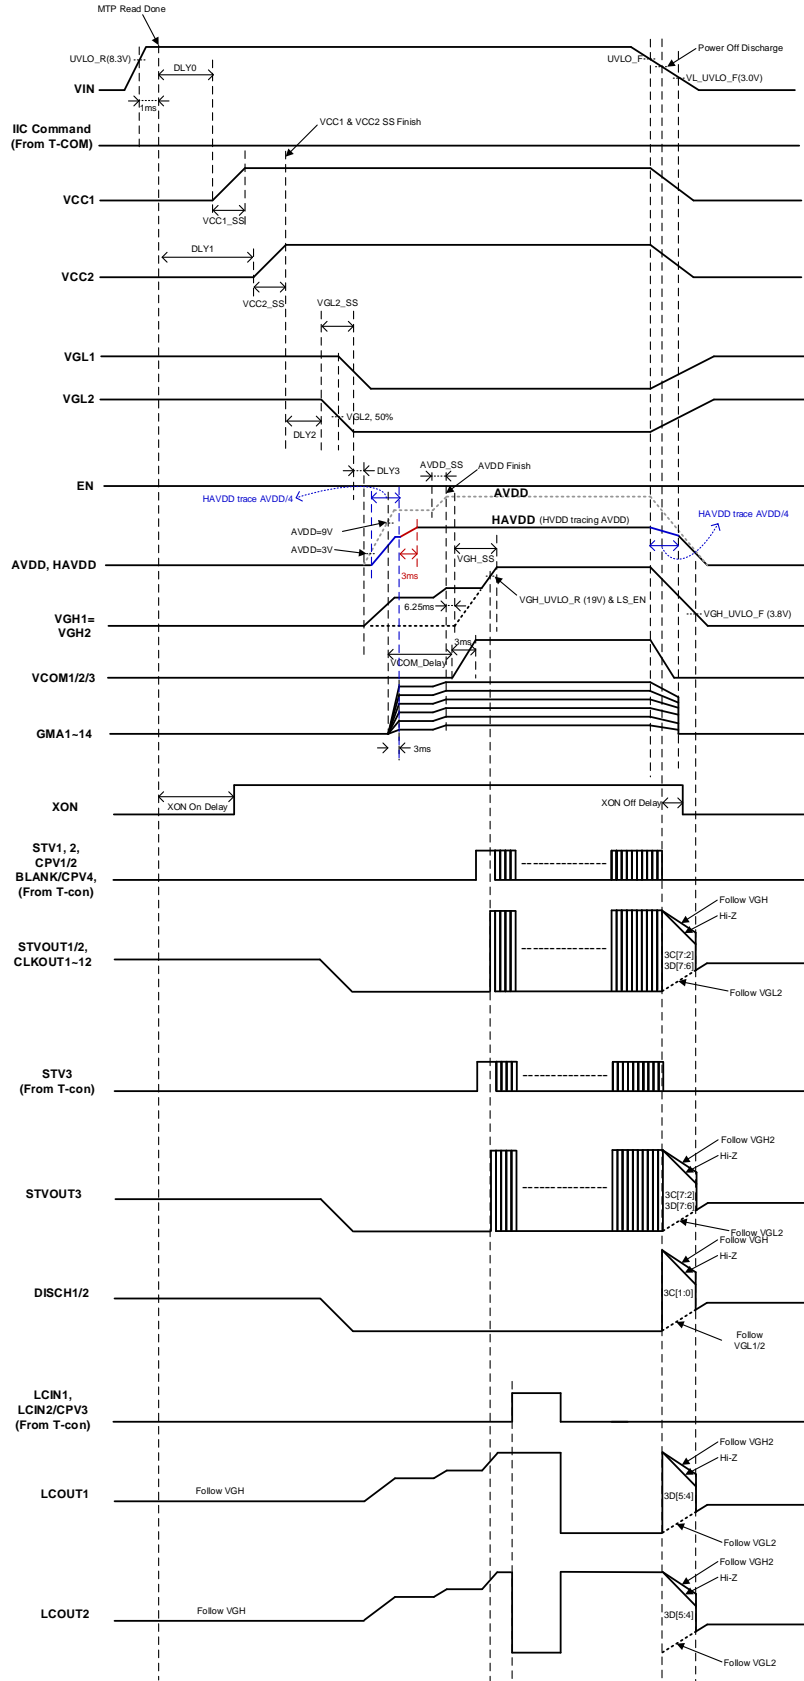 MTP Read Done
UVLO_R(8.3V)
DLY0
UVLO_F
Power Off Discharge
VL_UVLO_F(3.0V)
VIN
1ms
IIC Command
(From T-COM)
VCC1 & VCC2 SS Finish
VCC1
VCC1_SS
DLY1
VCC2
VCC2_SS
VGL2_SS
VGL1
VGL2
VGL2, 50%
DLY2
DLY3
AVDD_SS
AVDD Finish
EN
HAVDD trace AVDD/4
AVDD
HAVDD (HVDD tracing AVDD)
HAVDD trace AVDD/4
AVDD=9V
AVDD=3V
AVDD, HAVDD
VGH_SS
3ms
VGH_UVLO_R (19V) & LS_EN
6.25ms
VGH1=
VGH2
VGH_UVLO_F (3.8V)
3ms
VCOM_Delay
VCOM1/2/3
GMA1~14
3ms
XON
XON On Delay
XON Off Delay
STV1, 2,
CPV1/2
BLANK/CPV4,
(From T-con)
Follow VGH
Hi-Z
STVOUT1/2,
CLKOUT1~12
3C[7:2]
3D[7:6]
Follow VGL2
STV3
(From T-con)
Follow VGH2
Hi-Z
STVOUT3
3C[7:2]
3D[7:6]
Follow VGL2
Follow VGH
Hi-Z
DISCH1/2
3C[1:0]
Follow
VGL1/2
LCIN1,
LCIN2/CPV3
(From T-con)
Follow VGH2
Hi-Z
LCOUT1
Follow VGH
3D[5:4]
Follow VGL2
Follow VGH2
Hi-Z
LCOUT2
Follow VGH
3D[5:4]
Follow VGL2